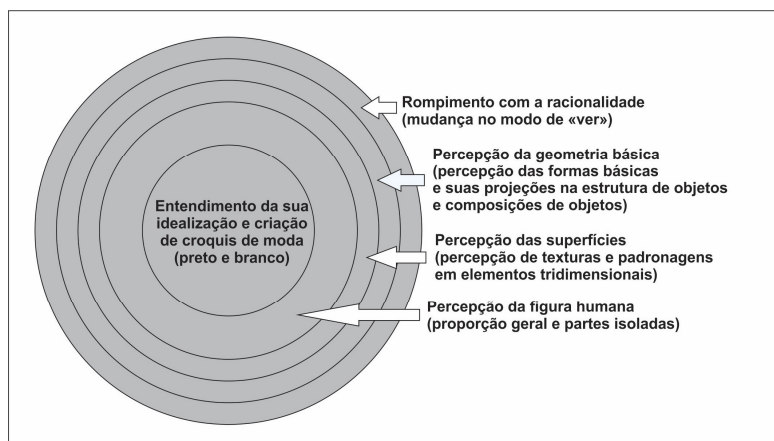 Rompimento com a racionalidade
(mudança no modo de «ver»)
Percepção da geometria básica
(percepção das formas básicas
e suas projeções na estrutura de objetos
e composições de objetos)
Entendimento da sua
idealização e criação
de croquis de moda
(preto e branco)
Percepção das superfícies
(percepção de texturas e padronagens
em elementos tridimensionais)
Percepção da figura humana
(proporção geral e partes isoladas)